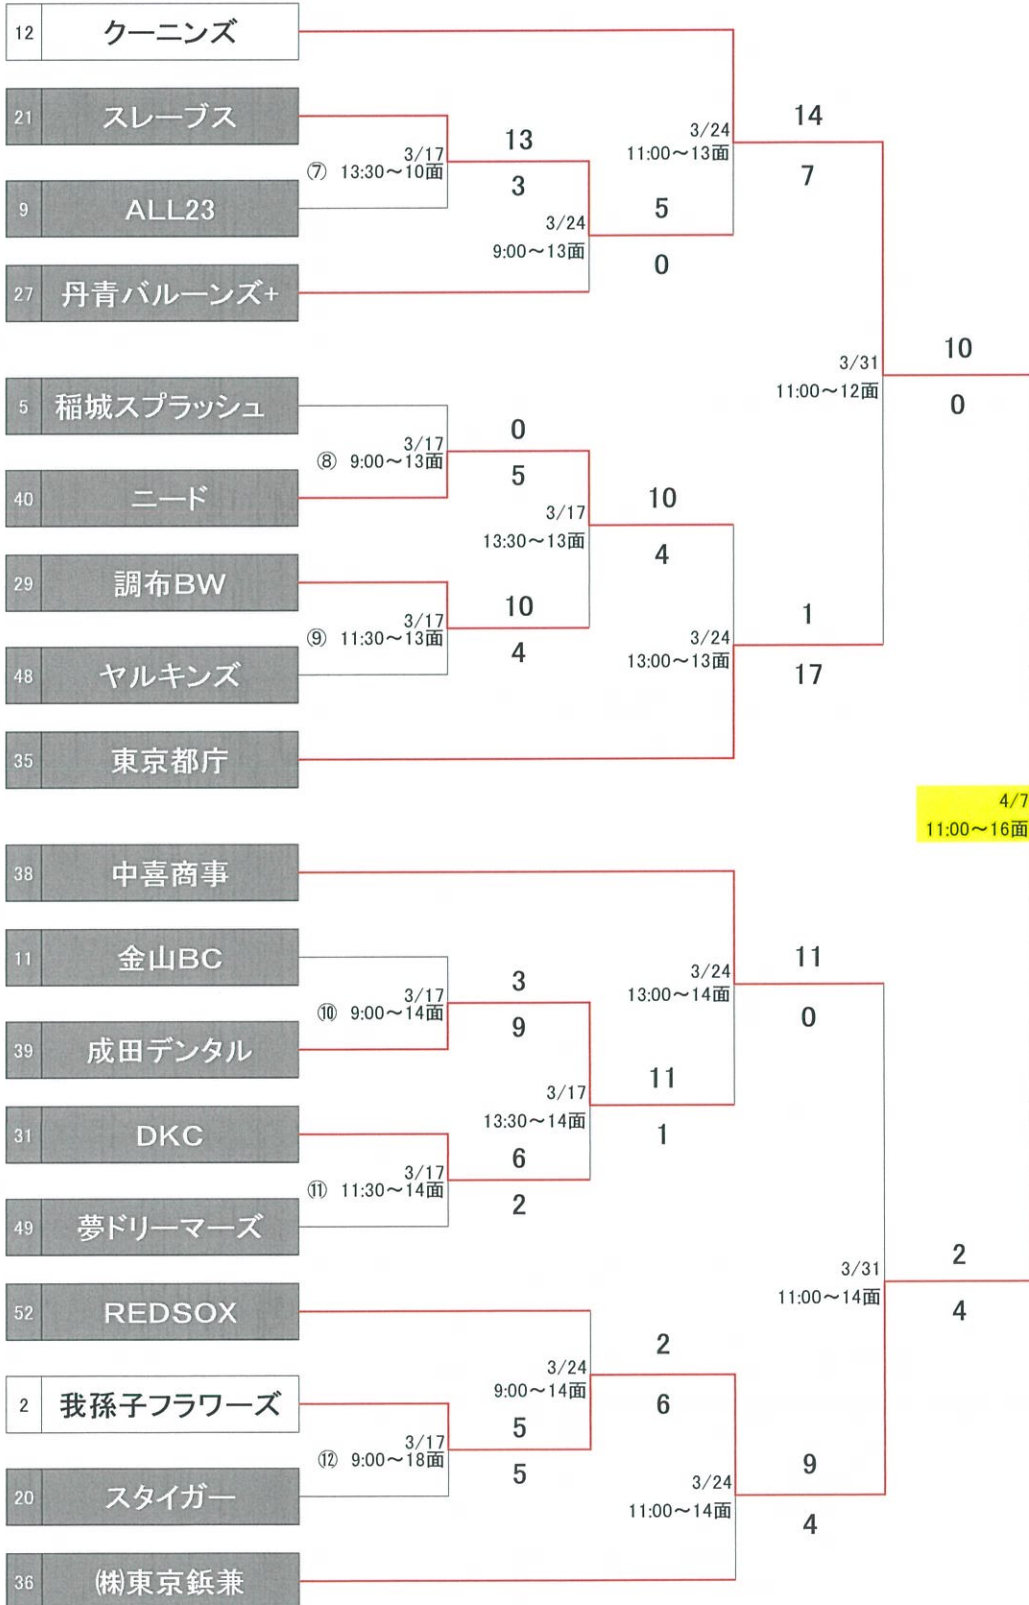 12 クーニンズ
21 スレーブス
3/17
⑦ 13:30～10面
13
3
9 ALL23
27 丹青バルーンズ+
3/24
9:00～13面
5
0
3/24
11:00～13面
14
7
5 稲城スプラッシュ
3/17
⑧ 9:00～13面
0
5
40 ニード
29 調布BW
3/17
⑨ 11:30～13面
10
4
48 ヤルキンズ
3/17
13:30～13面
10
4
35 東京都庁
3/24
13:00～13面
1
17
3/31
11:00～12面
10
0
4/7
11:00～16面
38 中喜商事
11 金山BC
3/17
⑩ 9:00～14面
3
9
39 成田デンタル
31 DKC
3/17
⑪ 11:30～14面
6
2
49 夢ドリーマーズ
3/17
13:30～14面
11
1
3/24
13:00～14面
11
0
52 REDSOX
2 我孫子フラワーズ
3/17
⑫ 9:00～18面
5
5
20 スタイガー
3/24
9:00～14面
2
6
36 ㈱東京鋲兼
3/24
11:00～14面
9
4
3/31
11:00～14面
2
4